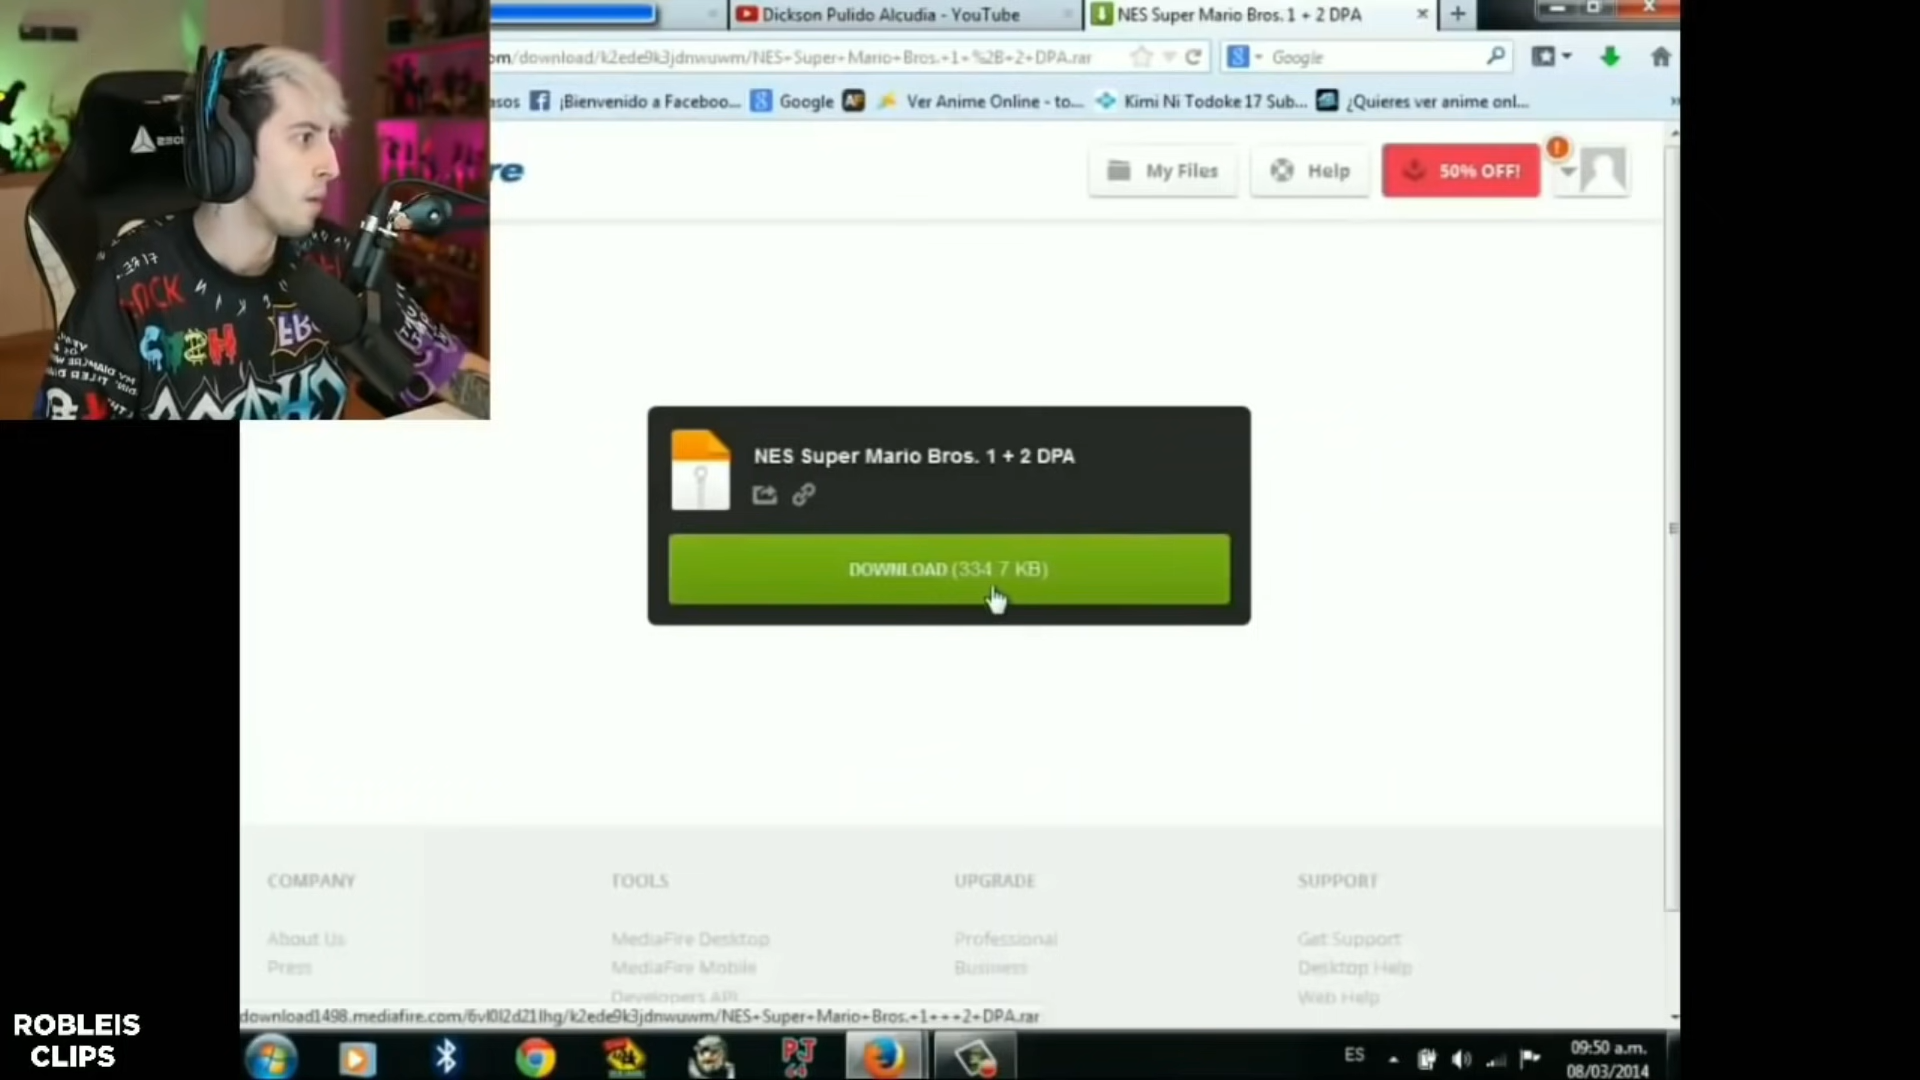 Dickson Pulido Alcudia - YouTube
NES Super Mario Bros. 1 + 2 DPA
om/download/k2ede9k3jdnwuwm/NES+Super+Mario+Bros.+1+%2B+2+DPA.rar
Google
asos
¡Bienvenido a Faceboo...
Google
Ver Anime Online - to...
Kimi Ni Todoke 17 Sub...
¿Quieres ver anime onl...
re
My Files
Help
50% OFF!
NES Super Mario Bros. 1 + 2 DPA
DOWNLOAD (334.7 KB)
COMPANY
TOOLS
UPGRADE
SUPPORT
About Us
MediaFire Desktop
Professional
Get Support
Press
MediaFire Mobile
Business
Desktop Help
Developers API
Web Help
download1498.mediafire.com/6vl0l2d21lhg/k2ede9k3jdnwuwm/NES+Super+Mario+Bros.+1+++2+DPA.rar
ROBLEIS
CLIPS
ES
09:50 a.m.
08/03/2014